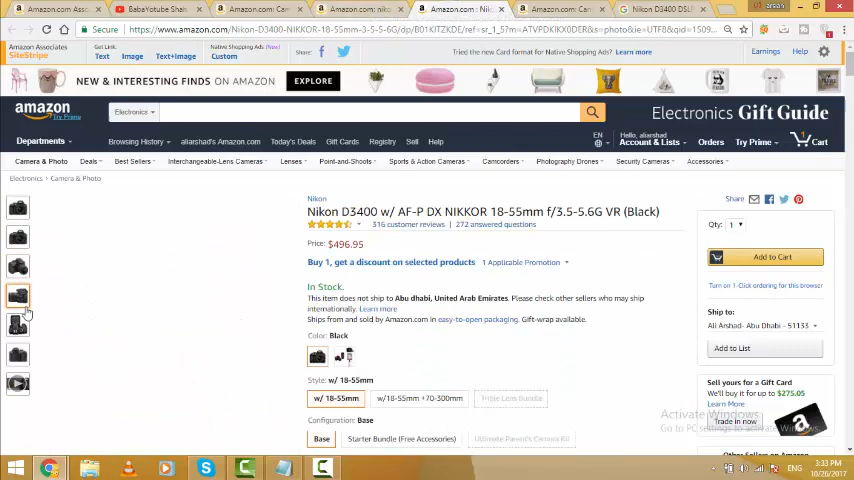 Amazon.com Ass
BabaYoutube Shah
Amazon.com: Cam
Amazon.com: nik
Amazon.com : Nik
Amazon.com: Ca
Nikon D3400 DSL
arslan
Secure
https://www.amazon.com/Nikon-D3400-NIKKOR-18-55mm-3-5-5-6G/dp/B01KITZKDE/ref=sr_1_5?m=ATVPDKIKX0DER&s=photo&ie=UTF8&qid=1509...
Amazon Associates
SiteStripe
Get Link:
Text
Image
Text+Image
Native Shopping Ads (New!)
Custom
Share:
Tried the new Card format for Native Shopping Ads? Learn more
Earnings
Help
NEW & INTERESTING FINDS ON AMAZON
EXPLORE
amazon
Try Prime
Electronics
Electronics Gift Guide
Departments
Browsing History
aliarshad's Amazon.com
Today's Deals
Gift Cards
Registry
Sell
Help
EN
Hello, aliarshad
Account & Lists
Orders
Try Prime
1
Cart
Camera & Photo
Deals
Best Sellers
Interchangeable-Lens Cameras
Lenses
Point-and-Shoots
Sports & Action Cameras
Camcorders
Photography Drones
Security Cameras
Accessories
Electronics › Camera & Photo
Nikon
Nikon D3400 w/ AF-P DX NIKKOR 18-55mm f/3.5-5.6G VR (Black)
316 customer reviews | 272 answered questions
Price: $496.95
Buy 1, get a discount on selected products 1 Applicable Promotion
In Stock.
This item does not ship to Abu dhabi, United Arab Emirates. Please check other sellers who may ship
internationally. Learn more
Ships from and sold by Amazon.com in easy-to-open packaging. Gift-wrap available.
Color: Black
Style: w/ 18-55mm
w/ 18-55mm
w/18-55mm +70-300mm
Triple Lens Bundle
Configuration: Base
Base
Starter Bundle (Free Accessories)
Ultimate Parent's Camera Kit
Share
Qty: 1
Add to Cart
Turn on 1-Click ordering for this browser
Ship to:
Ali Arshad- Abu Dhabi - 51133
Add to List
Sell yours for a Gift Card
We'll buy it for up to $275.05
Learn More
Trade in now
Activate Windows
Go to PC settings to activate Windows.
Other Sellers on Amazon
ENG
3:33 PM
10/26/2017